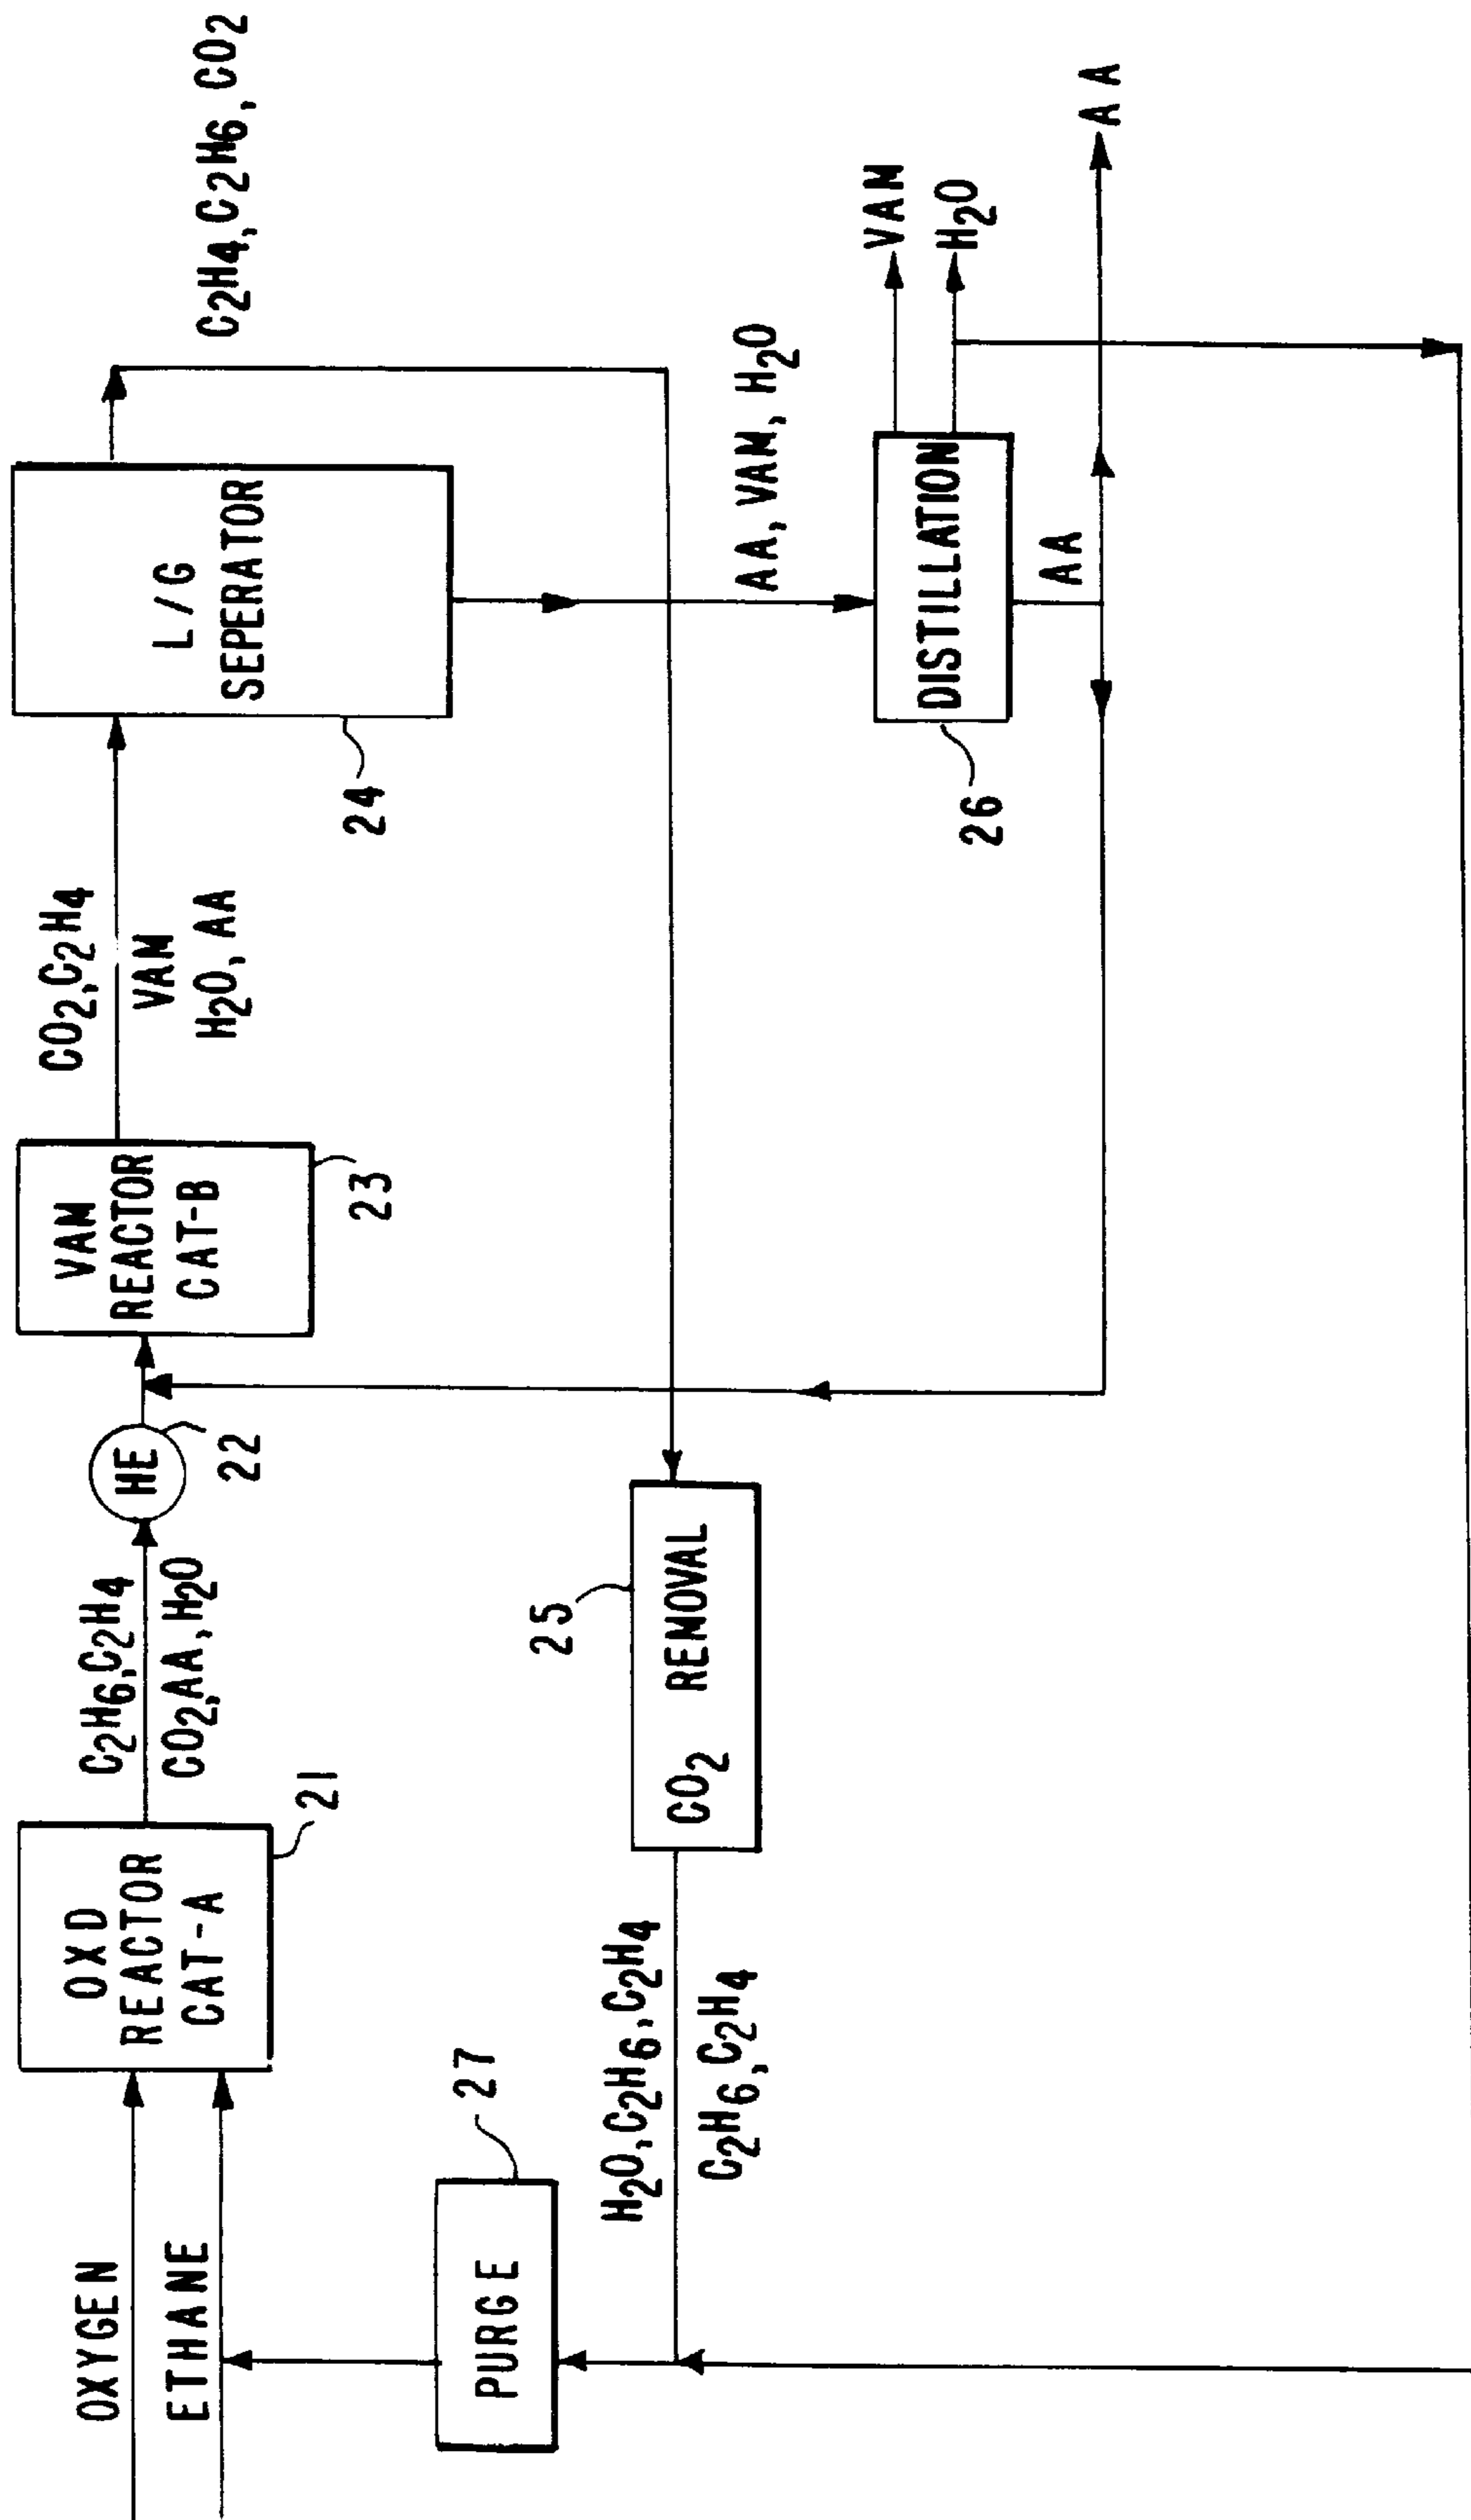 OXYGEN
ETHANE
OXD
REACTOR
CAT-A
21
C2H6,C2H4
CO2,AA,H2O
HE
22
VAM
REACTOR
CAT-B
23
CO2,C2H4
VAM
H2O, AA
L/G
SEPERATOR
24
C2H4,C2H6,CO2
PURGE
27
H2O,C2H6,C2H4
C2H6,C2H4
CO2 REMOVAL
25
AA,VAM,H2O
DISTILLATION
26
VAM
H2O
AA
AA